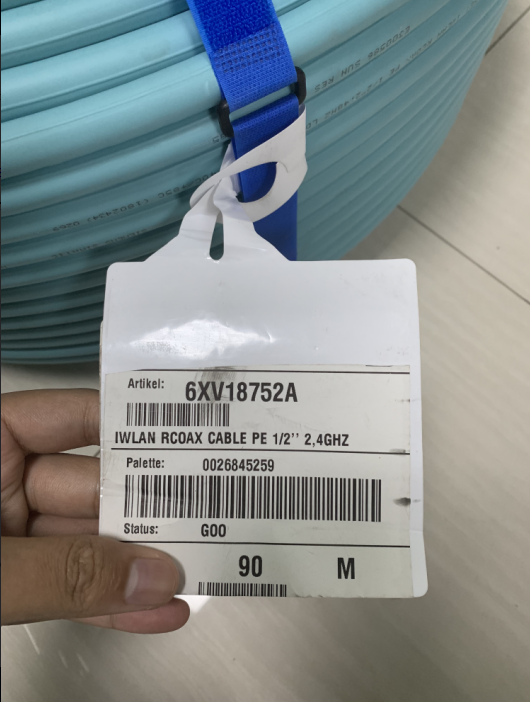 Artikel: 6XV18752A
IWLAN RCOAX CABLE PE 1/2'' 2,4GHZ
Palette: 0026845259
Status: G00
90 M